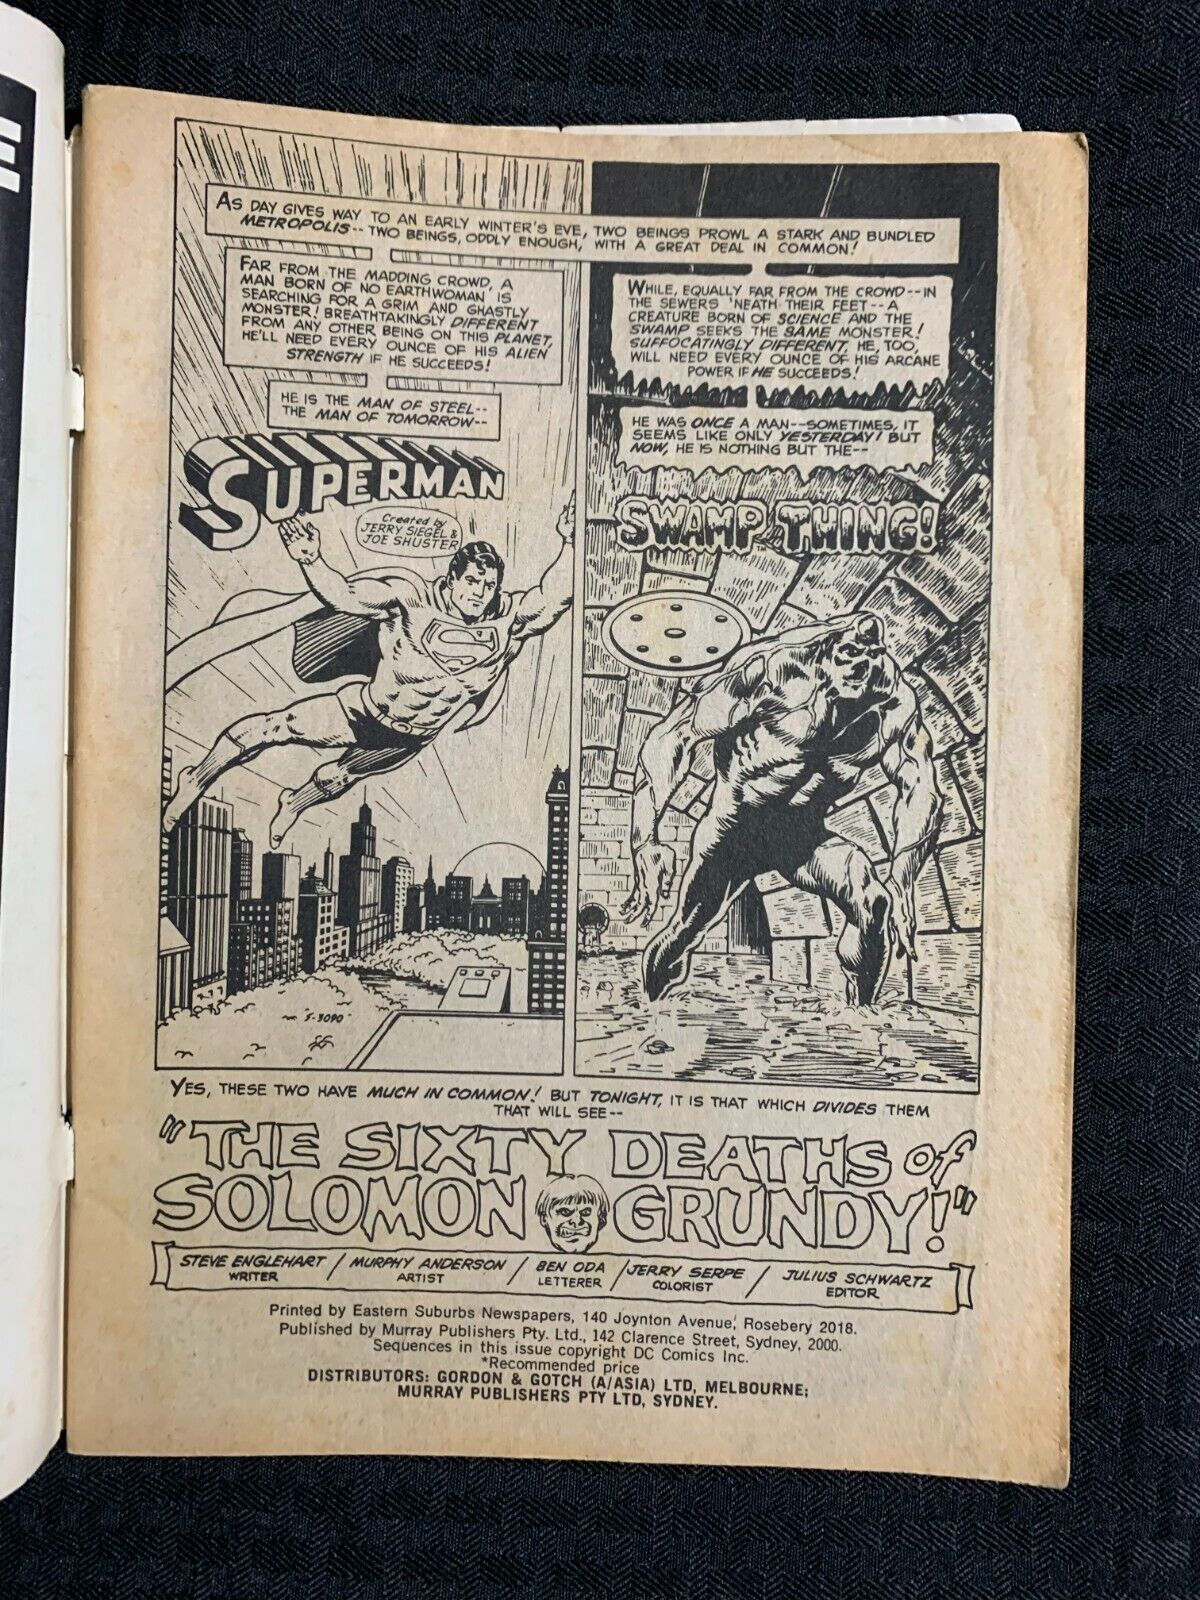 E
AS DAY GIVES WAY TO AN EARLY WINTER'S EVE, TWO BEINGS PROWL A STARK AND BUNDLED
METROPOLIS-- TWO BEINGS, ODDLY ENOUGH, WITH A GREAT DEAL IN COMMON!
FAR FROM THE MADDING CROWD, A
MAN BORN OF NO EARTHWOMAN IS
SEARCHING FOR A GRIM AND GHASTLY
MONSTER! BREATHTAKINGLY DIFFERENT
FROM ANY OTHER BEING ON THIS PLANET,
HE'LL NEED EVERY OUNCE OF HIS ALIEN
STRENGTH IF HE SUCCEEDS!
HE IS THE MAN OF STEEL--
THE MAN OF TOMORROW--
SUPERMAN
Created by
JERRY SIEGEL &
JOE SHUSTER
S
S-3090
WHILE, EQUALLY FAR FROM THE CROWD--IN
THE SEWERS 'NEATH THEIR FEET--A
CREATURE BORN OF SCIENCE AND THE
SWAMP SEEKS THE SAME MONSTER!
SUFFOCATINGLY DIFFERENT, HE, TOO,
WILL NEED EVERY OUNCE OF HIS ARCANE
POWER IF HE SUCCEEDS!
HE WAS ONCE A MAN--SOMETIMES, IT
SEEMS LIKE ONLY YESTERDAY! BUT
NOW, HE IS NOTHING BUT THE--
SWAMP THING!
YES, THESE TWO HAVE MUCH IN COMMON! BUT TONIGHT, IT IS THAT WHICH DIVIDES THEM
THAT WILL SEE--
"THE SIXTY DEATHS of
SOLOMON GRUNDY!"
STEVE ENGLEHART / MURPHY ANDERSON / BEN ODA / JERRY SERPE / JULIUS SCHWARTZ
WRITER ARTIST LETTERER COLORIST EDITOR
Printed by Eastern Suburbs Newspapers, 140 Joynton Avenue, Rosebery 2018.
Published by Murray Publishers Pty. Ltd., 142 Clarence Street, Sydney, 2000.
Sequences in this issue copyright DC Comics Inc.
*Recommended price
DISTRIBUTORS: GORDON & GOTCH (A/ASIA) LTD, MELBOURNE;
MURRAY PUBLISHERS PTY LTD, SYDNEY.